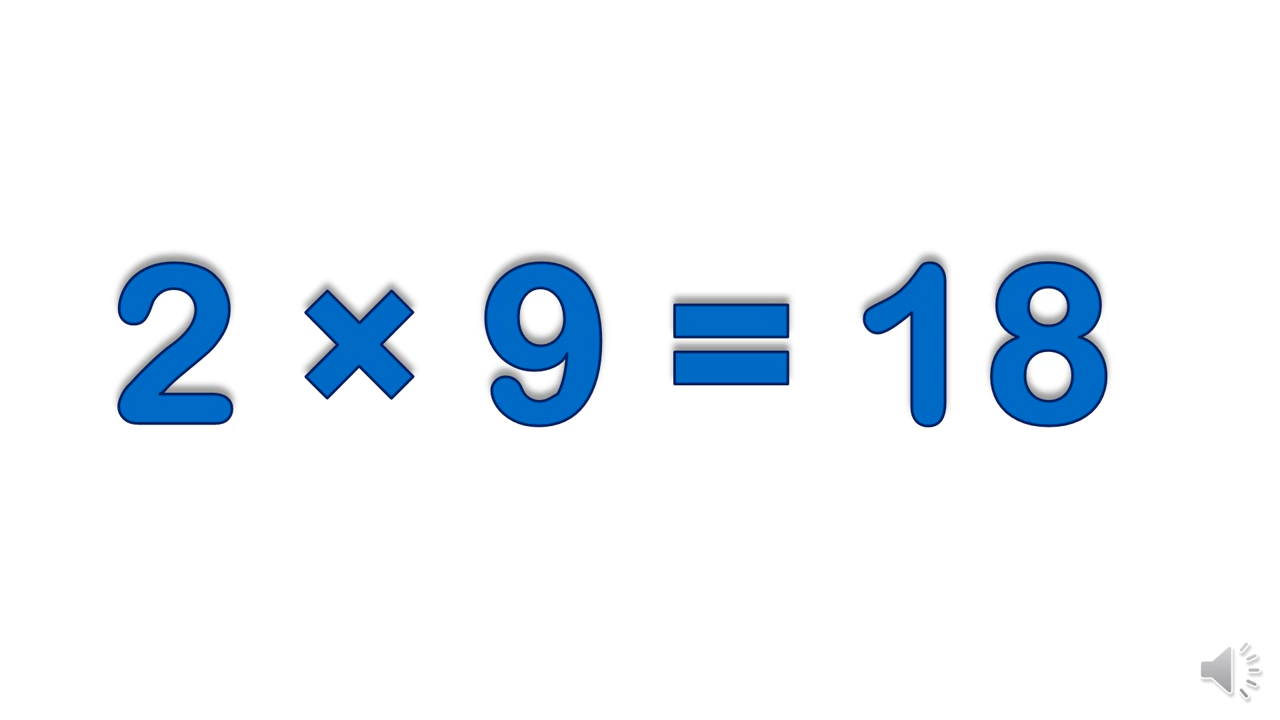 2 × 9 = 18